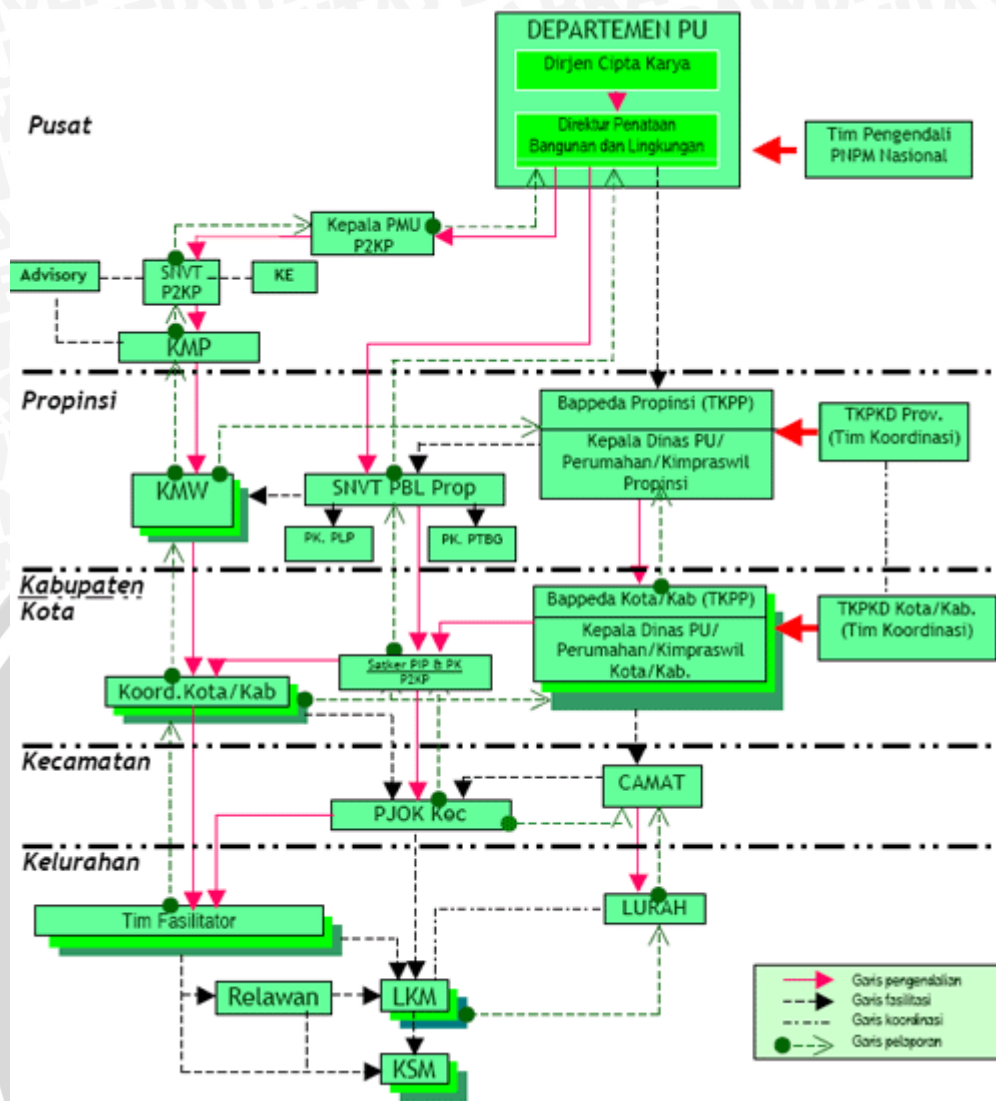 DEPARTEMEN PU
Dirjen Cipta Karya
Pusat
Direktur Penataan
Bangunan dan Lingkungan
Tim Pengendali
PNPM Nasional
Kepala PMU
P2KP
Advisory
SNVT
P2KP
KE
KMP
Propinsi
Bappeda Propinsi (TKPP)
Kepala Dinas PU/
Perumahan/Kimpraswil
Propinsi
TKPKD Prov.
(Tim Koordinasi)
KMW
SNVT PBL Prop
PK. PLP
PK. PTBG
Kabupaten
Kota
Bappeda Kota/Kab (TKPP)
Kepala Dinas PU/
Perumahan/Kimpraswil
Kota/Kab.
TKPKD Kota/Kab.
(Tim Koordinasi)
Satker PIP & PK
P2KP
Koord.Kota/Kab
Kecamatan
CAMAT
PJOK Kec
Kelurahan
Tim Fasilitator
LURAH
Relawan
LKM
KSM
Garis pengendalian
Garis fasilitasi
Garis koordinasi
Garis pelaporan